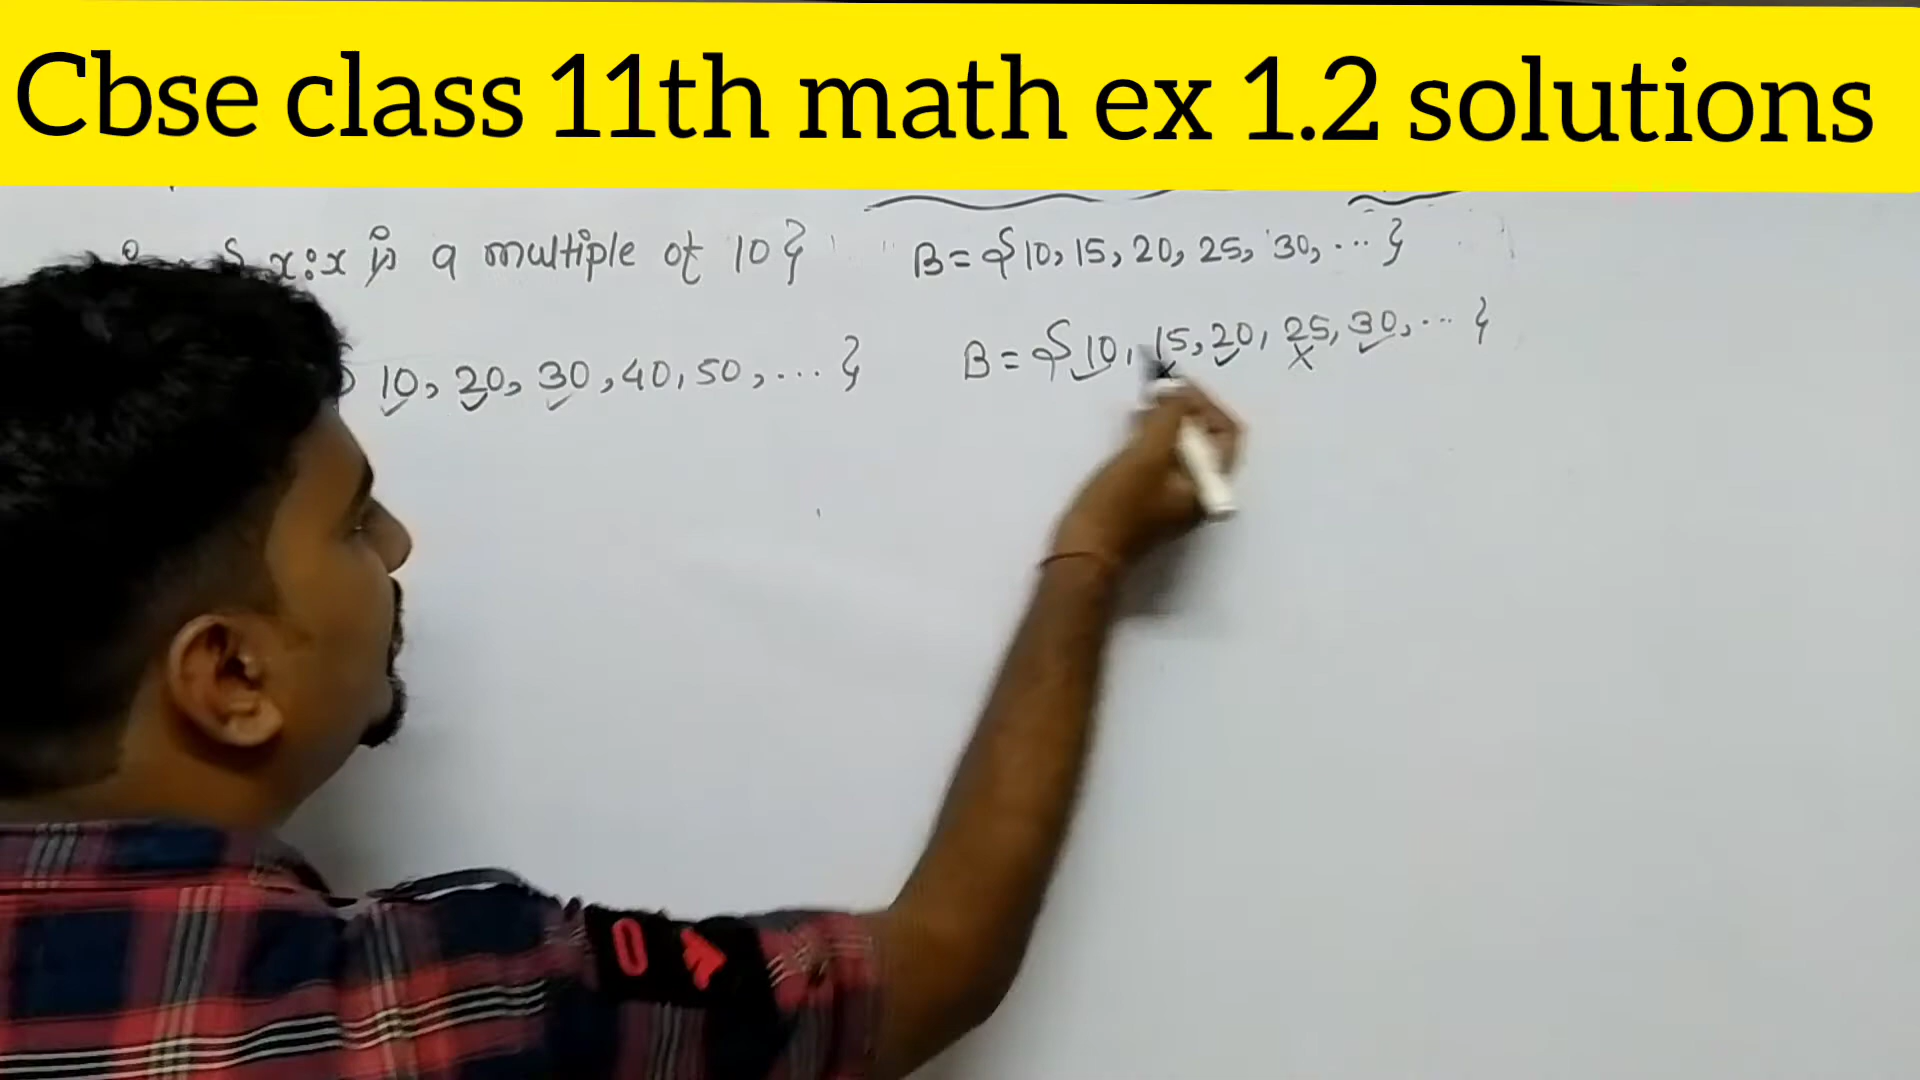 Cbse class 11th math ex 1.2 solutions
x:x is a multiple of 10}
B={10, 15, 20, 25, 30, ... }
10, 20, 30, 40, 50, ... }
B = {10, 15, 20, 25, 30, ... }